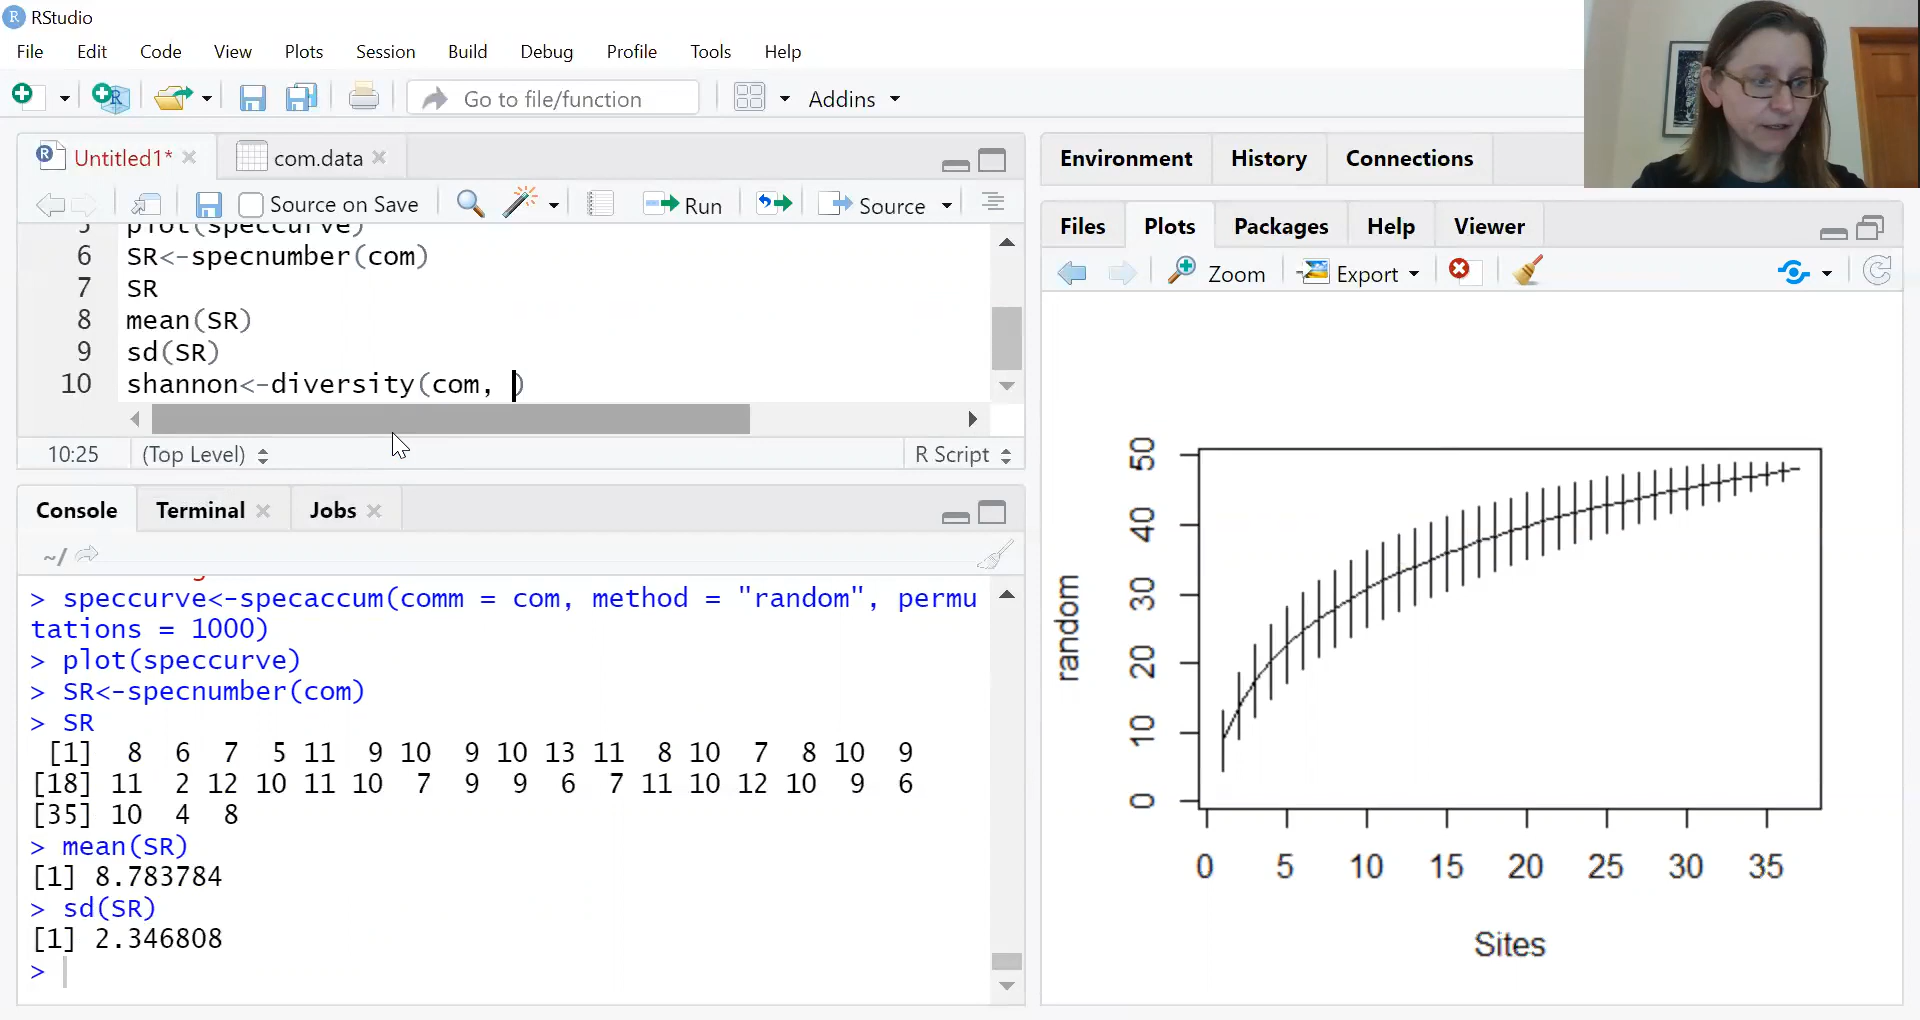 RStudio
File Edit Code View Plots Session Build Debug Profile Tools Help
Go to file/function Addins
Untitled1* com.data
Source on Save Run Source
5 plot(speccurve)
6 SR<-specnumber(com)
7 SR
8 mean(SR)
9 sd(SR)
10 shannon<-diversity(com, )
10:25 (Top Level) R Script
Console Terminal Jobs
~/
> speccurve<-specaccum(comm = com, method = "random", permu
tations = 1000)
> plot(speccurve)
> SR<-specnumber(com)
> SR
[1] 8 6 7 5 11 9 10 9 10 13 11 8 10 7 8 10 9
[18] 11 2 12 10 11 10 7 9 9 6 7 11 10 12 10 9 6
[35] 10 4 8
> mean(SR)
[1] 8.783784
> sd(SR)
[1] 2.346808
>
Environment History Connections
Files Plots Packages Help Viewer
Zoom Export
random
50
40
30
20
10
0
0 5 10 15 20 25 30 35
Sites